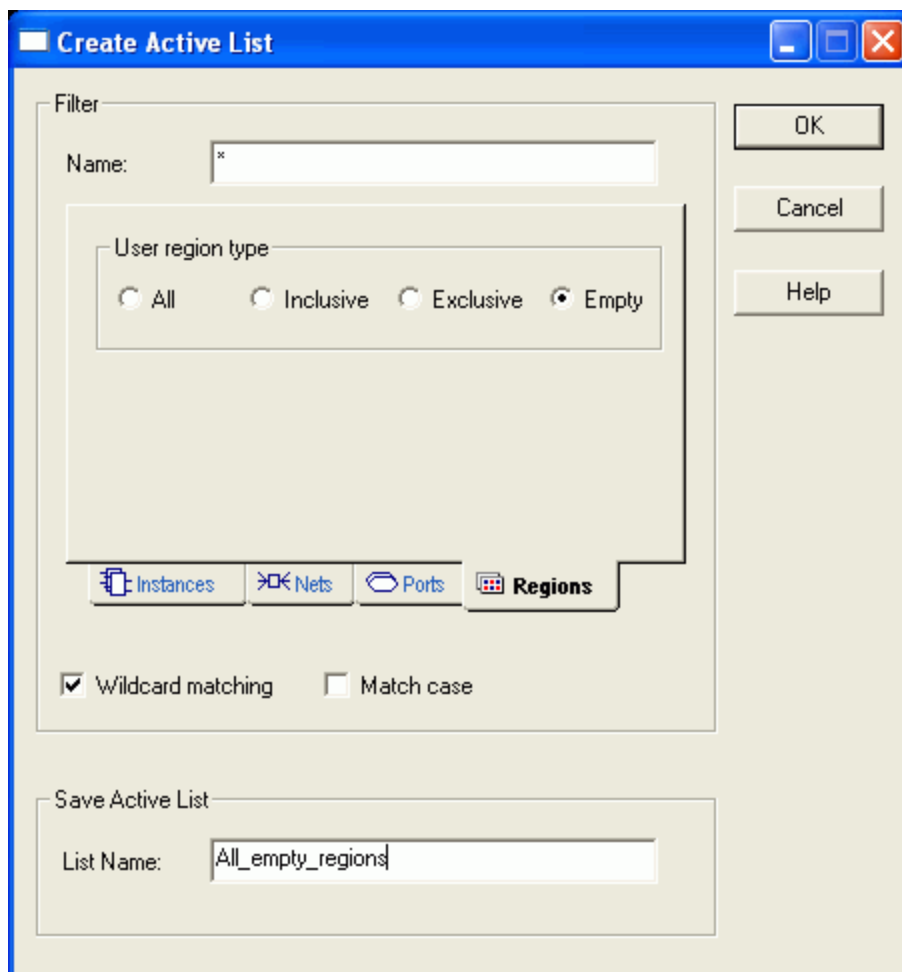 Create Active List
Filter
Name: *
User region type
All Inclusive Exclusive Empty
Instances Nets Ports Regions
Wildcard matching Match case
Save Active List
List Name: All_empty_regions
OK
Cancel
Help